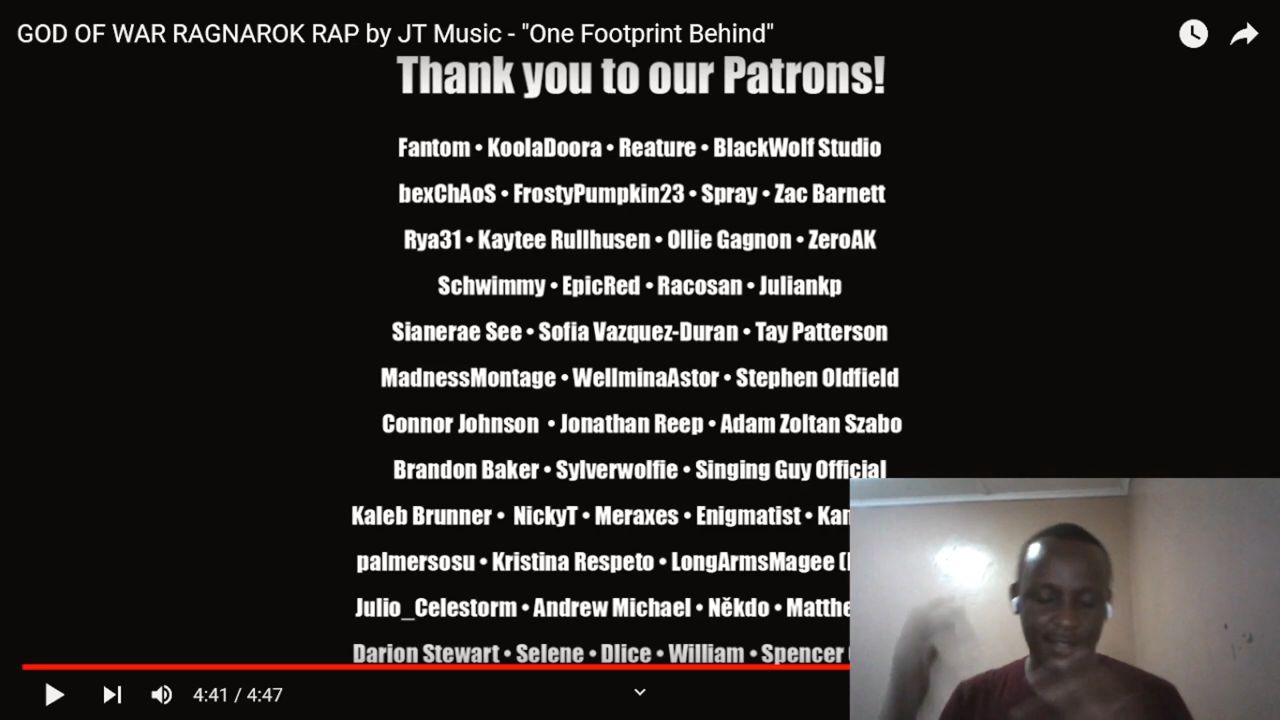 GOD OF WAR RAGNAROK RAP by JT Music - "One Footprint Behind"
Thank you to our Patrons!
Fantom • KoolaDoora • Reature • BlackWolf Studio
bexChAoS • FrostyPumpkin23 • Spray • Zac Barnett
Rya31 • Kaytee Rullhusen • Ollie Gagnon • ZeroAK
Schwimmy • EpicRed • Racosan • Juliankp
Sianerae See • Sofia Vazquez-Duran • Tay Patterson
MadnessMontage • WellminaAstor • Stephen Oldfield
Connor Johnson • Jonathan Reep • Adam Zoltan Szabo
Brandon Baker • Sylverwolfie • Singing Guy Official
Kaleb Brunner • NickyT • Meraxes • Enigmatist •
palmersosu • Kristina Respeto • LongArmsMagee
Julio_Celestorm • Andrew Michael • Někdo •
Darion Stewart • Selene • Dlice • William • Spencer
4:41 / 4:47